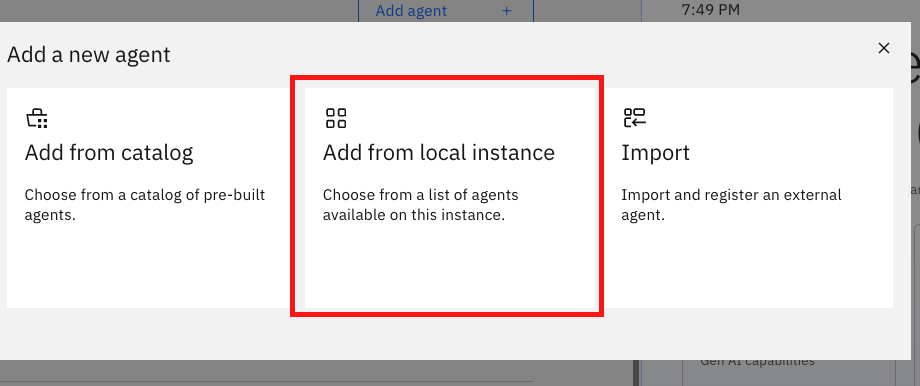 Add agent +
7:49 PM
Add a new agent
Add from catalog
Choose from a catalog of pre-built
agents.
Add from local instance
Choose from a list of agents
available on this instance.
Import
Import and register an external
agent.
Gen AI capabilities